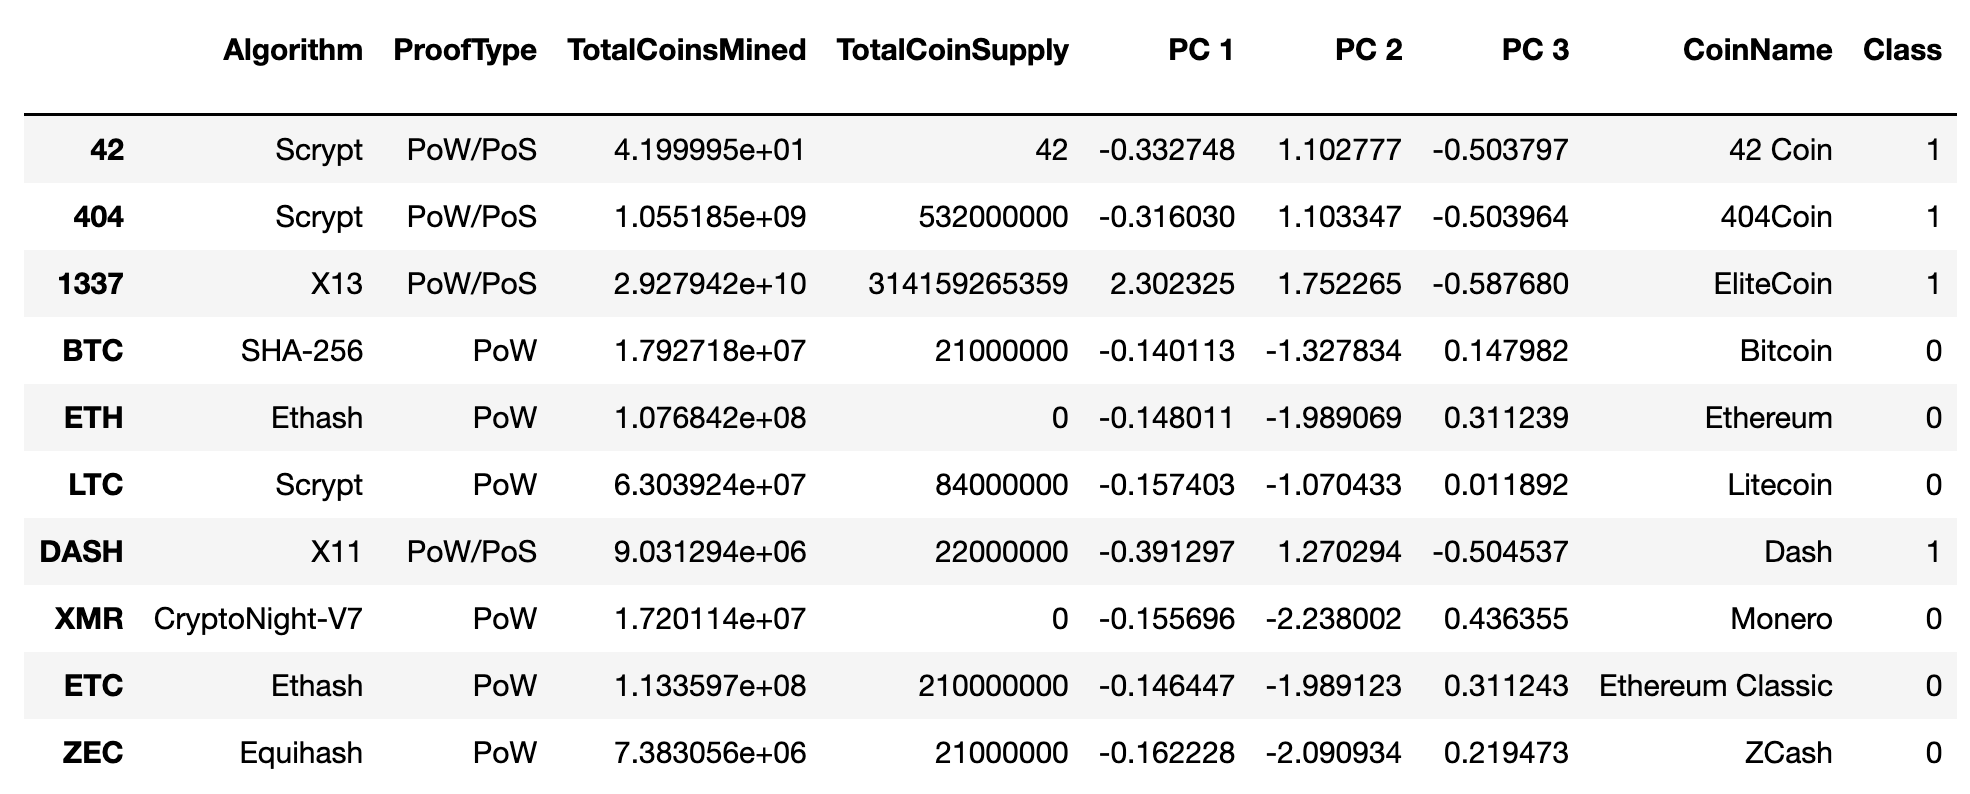 Algorithm ProofType TotalCoinsMined TotalCoinSupply PC 1 PC 2 PC 3 CoinName Class
42 Scrypt PoW/PoS 4.199995e+01 42 -0.332748 1.102777 -0.503797 42 Coin 1
404 Scrypt PoW/PoS 1.055185e+09 532000000 -0.316030 1.103347 -0.503964 404Coin 1
1337 X13 PoW/PoS 2.927942e+10 314159265359 2.302325 1.752265 -0.587680 EliteCoin 1
BTC SHA-256 PoW 1.792718e+07 21000000 -0.140113 -1.327834 0.147982 Bitcoin 0
ETH Ethash PoW 1.076842e+08 0 -0.148011 -1.989069 0.311239 Ethereum 0
LTC Scrypt PoW 6.303924e+07 84000000 -0.157403 -1.070433 0.011892 Litecoin 0
DASH X11 PoW/PoS 9.031294e+06 22000000 -0.391297 1.270294 -0.504537 Dash 1
XMR CryptoNight-V7 PoW 1.720114e+07 0 -0.155696 -2.238002 0.436355 Monero 0
ETC Ethash PoW 1.133597e+08 210000000 -0.146447 -1.989123 0.311243 Ethereum Classic 0
ZEC Equihash PoW 7.383056e+06 21000000 -0.162228 -2.090934 0.219473 ZCash 0